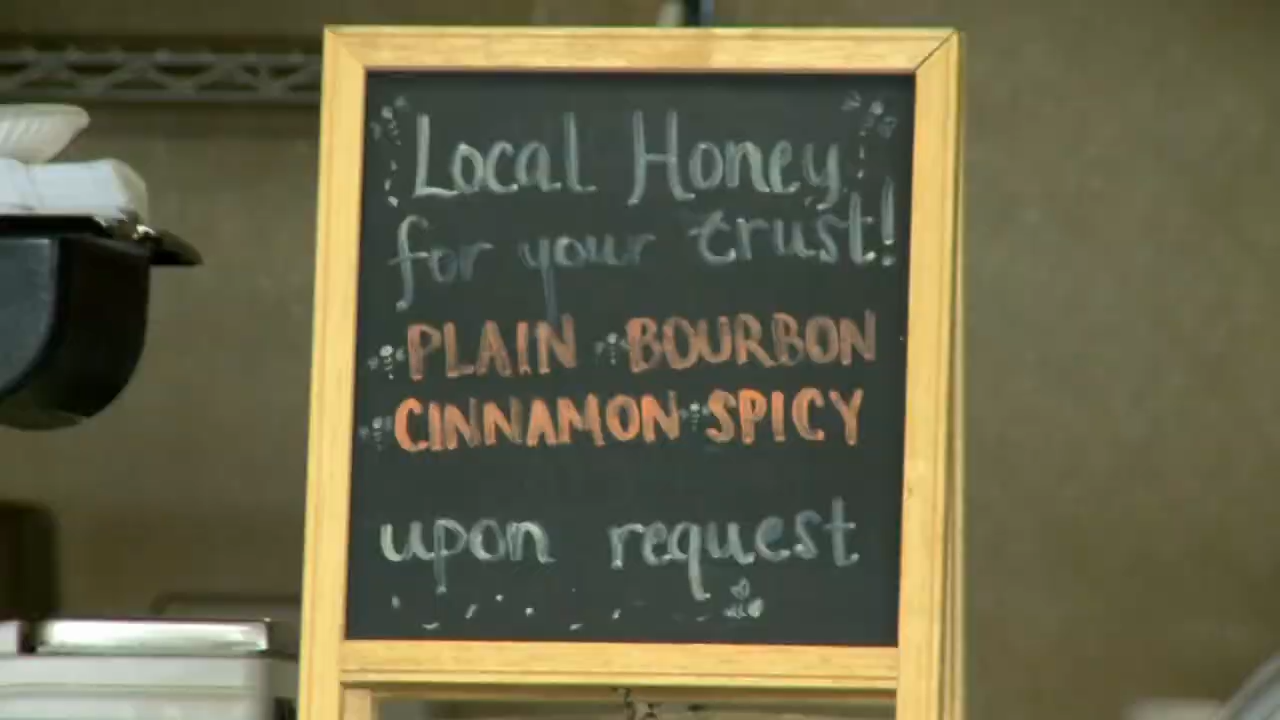 Local Honey
for your trust!
PLAIN BOURBON
CINNAMON SPICY
upon request